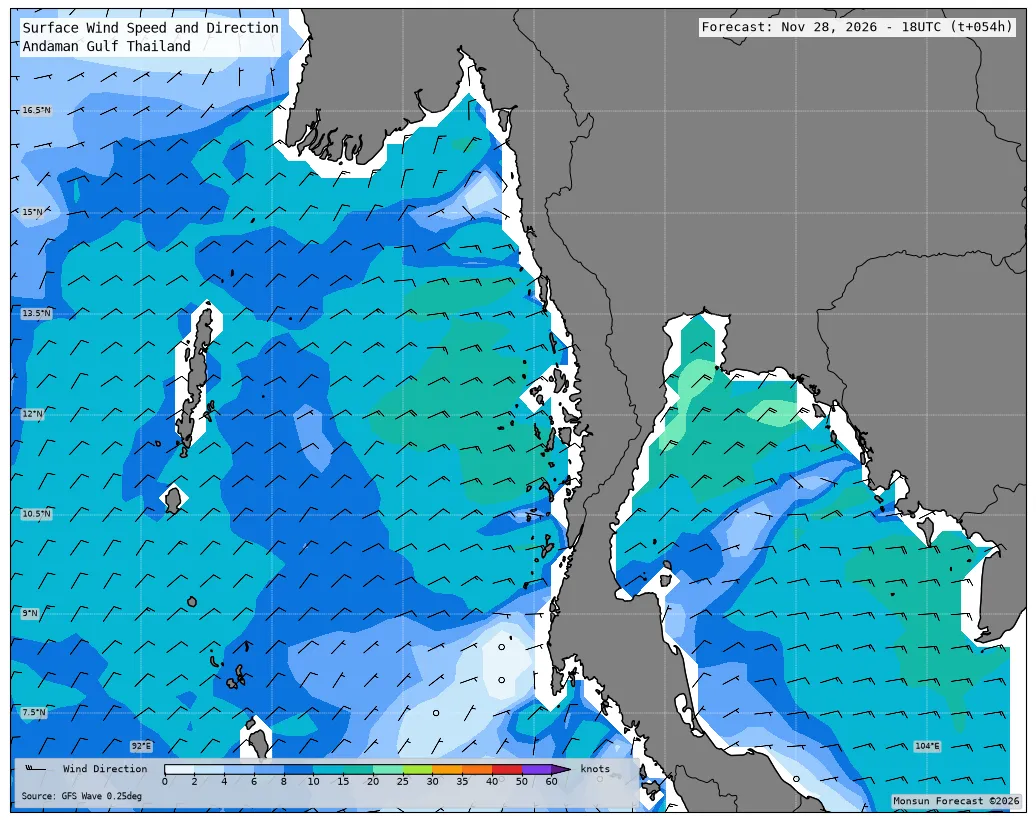 Surface Wind Speed and Direction
Andaman Gulf Thailand
Forecast: Nov 28, 2026 - 18UTC (t+054h)
16.5°N
15°N
13.5°N
12°N
10.5°N
9°N
7.5°N
92°E
104°E
Wind Direction
knots
0 2 4 6 8 10 15 20 25 30 35 40 50 60
Source: GFS Wave 0.25deg
Monsun Forecast ©2026